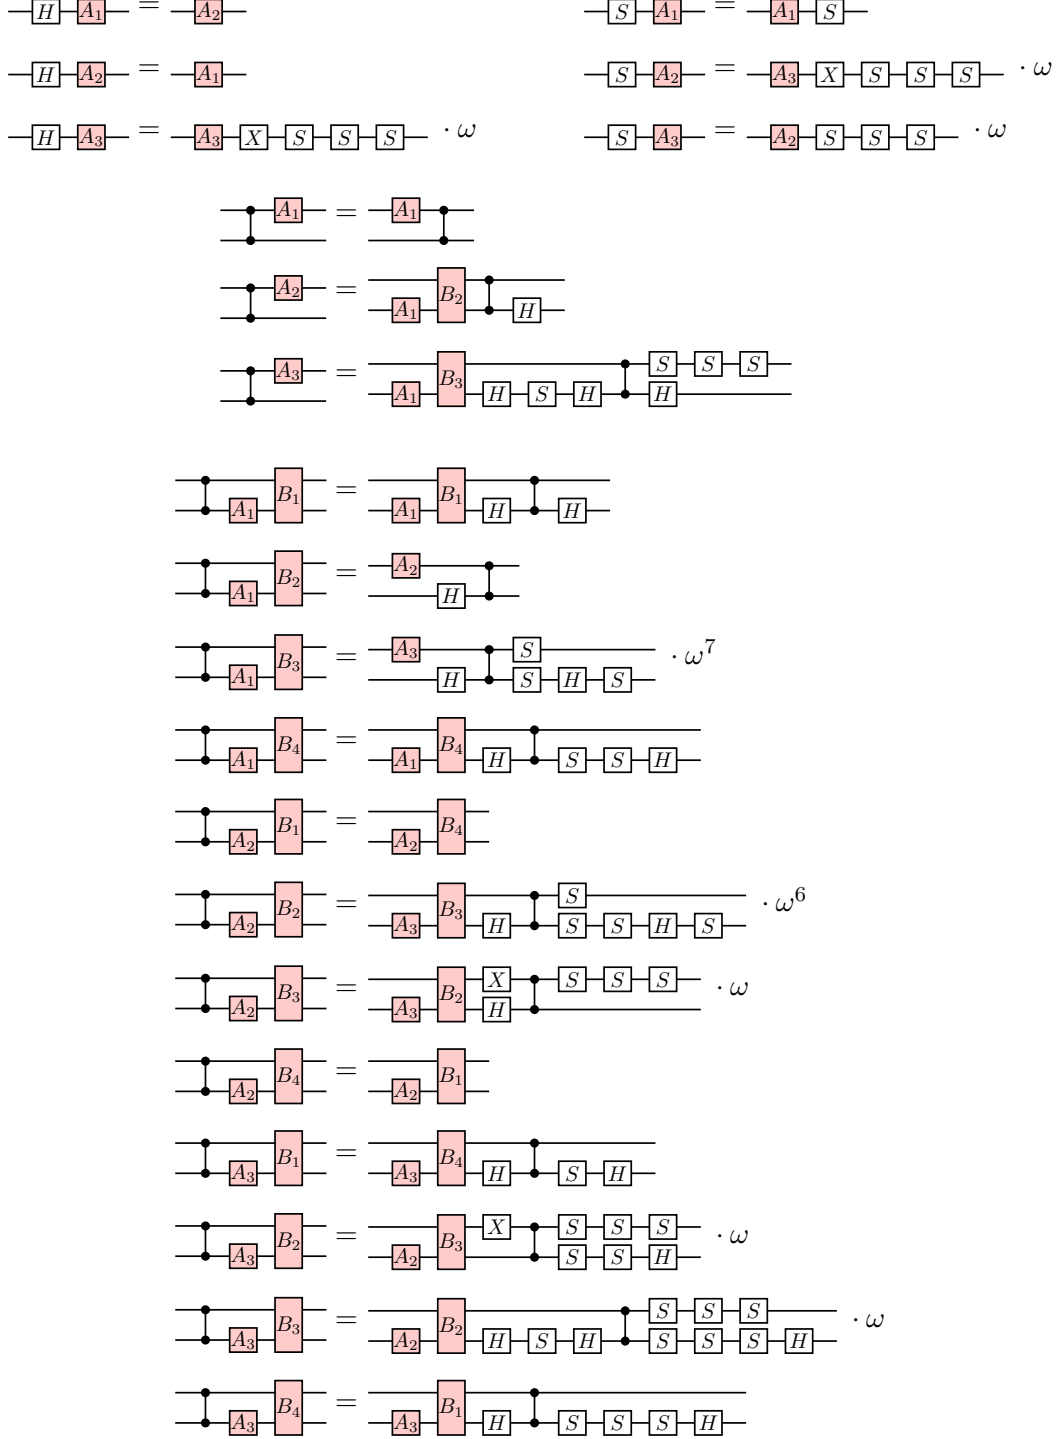 H A₁ = A₂ S A₁ = A₁ S
H A₂ = A₁ S A₂ = A₃ X S S S · ω
H A₃ = A₃ X S S S · ω S A₃ = A₂ S S S · ω
A₁ = A₁
A₂ = A₁ B₂ H
A₃ = A₁ B₃ H S H S S S H
A₁ B₁ = A₁ B₁ H H
A₁ B₂ = A₂ H
A₁ B₃ = A₃ H S S H S · ω⁷
A₁ B₄ = A₁ B₄ H S S H
A₂ B₁ = A₂ B₄
A₂ B₂ = A₃ B₃ H S S S H S · ω⁶
A₂ B₃ = A₃ B₂ X H S S S · ω
A₂ B₄ = A₂ B₁
A₃ B₁ = A₃ B₄ H S H
A₃ B₂ = A₂ B₃ X S S S S S H · ω
A₃ B₃ = A₂ B₂ H S H S S S S S S H · ω
A₃ B₄ = A₃ B₁ H S S S H